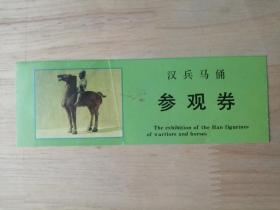 汉兵马俑
参观券
The exhibition of the Han figurines
of warriors and horses